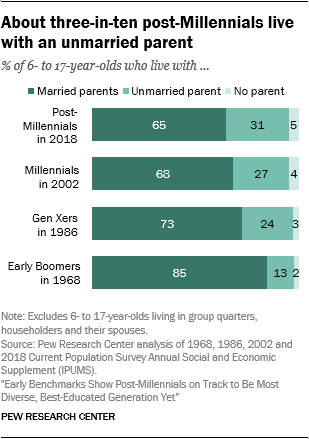 About three-in-ten post-Millennials live
with an unmarried parent
% of 6- to 17-year-olds who live with ...
Married parents Unmarried parent No parent
Post-
Millennials
in 2018
65 31 5
Millennials
in 2002
68 27 4
Gen Xers
in 1986
73 24 3
Early Boomers
in 1968
85 13 2
Note: Excludes 6- to 17-year-olds living in group quarters,
householders and their spouses.
Source: Pew Research Center analysis of 1968, 1986, 2002 and
2018 Current Population Survey Annual Social and Economic
Supplement (IPUMS).
"Early Benchmarks Show Post-Millennials on Track to Be Most
Diverse, Best-Educated Generation Yet"
PEW RESEARCH CENTER